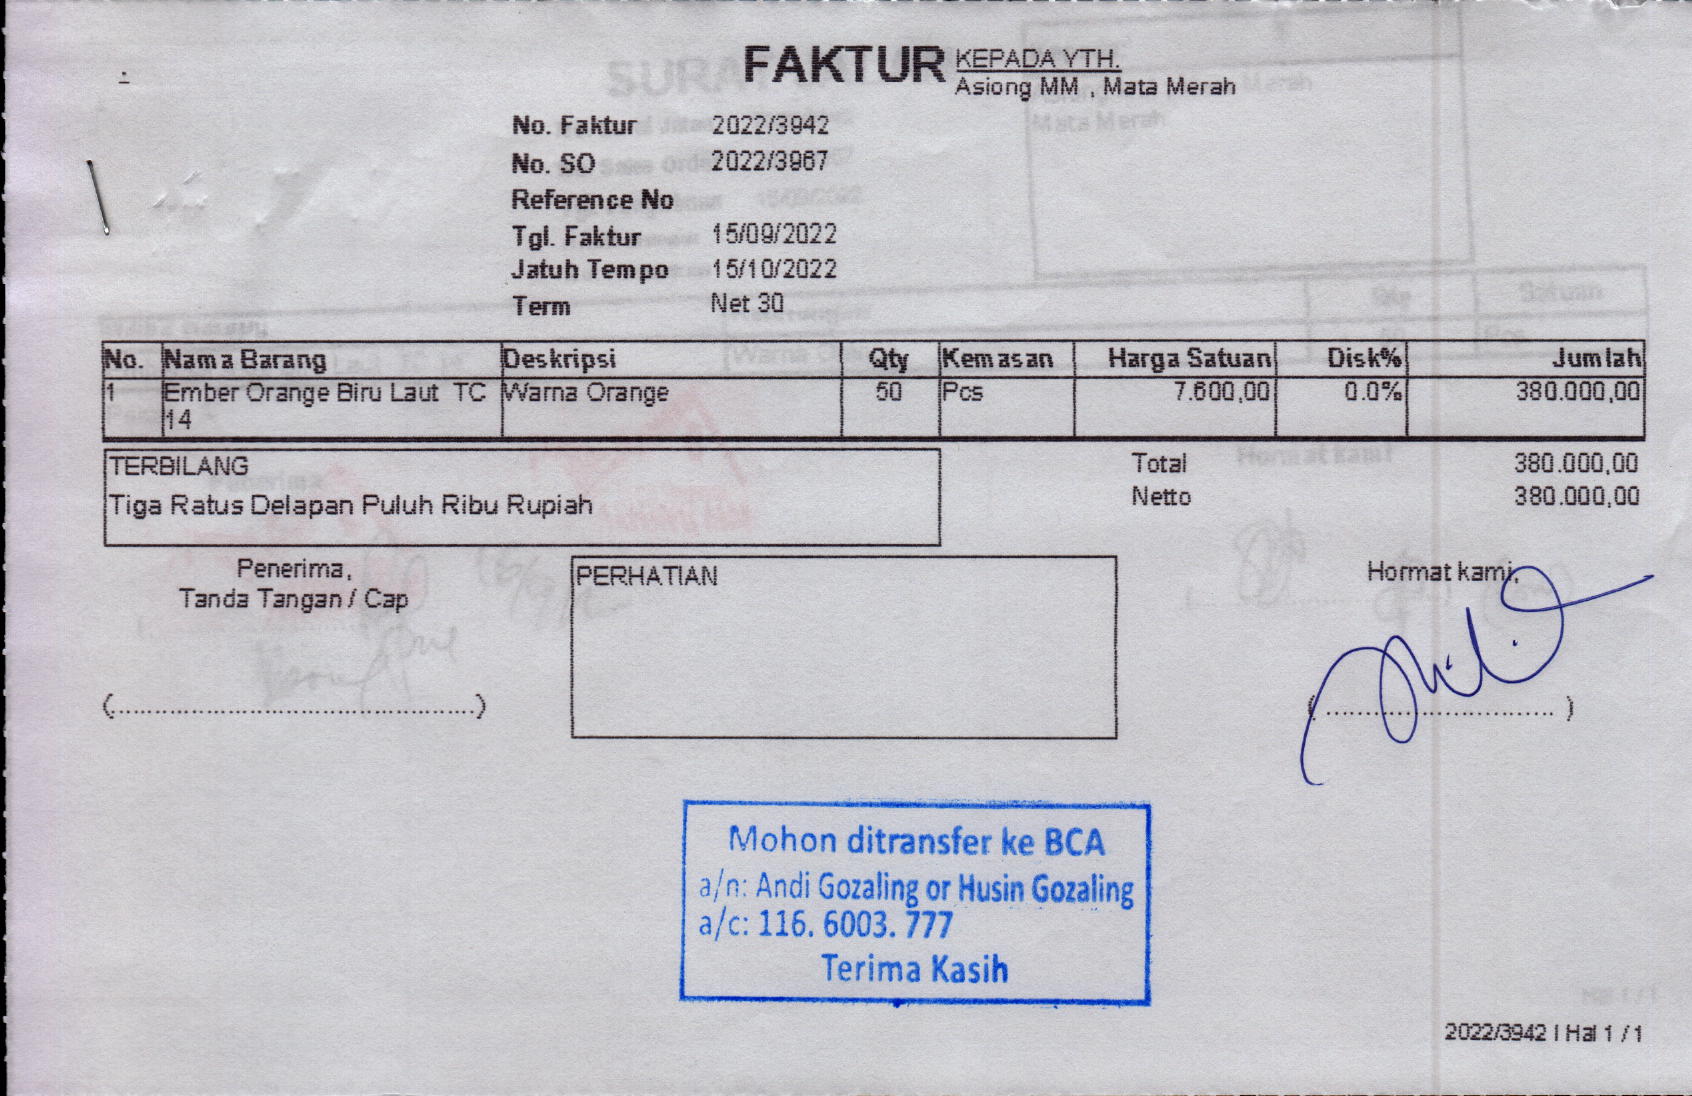 FAKTUR
KEPADA YTH.
Asiong MM , Mata Merah
No. Faktur 2022/3942
No. SO 2022/3967
Reference No
Tgl. Faktur 15/09/2022
Jatuh Tempo 15/10/2022
Term Net 30
No. Nama Barang Deskripsi Qty Kemasan Harga Satuan Disk% Jumlah
1 Ember Orange Biru Laut TC Warna Orange 50 Pcs 7.600,00 0.0% 380.000,00
14
TERBILANG
Tiga Ratus Delapan Puluh Ribu Rupiah
Total 380.000,00
Netto 380.000,00
Penerima,
Tanda Tangan / Cap
(..................................................)
PERHATIAN
Hormat kami,
( ............................... )
Mohon ditransfer ke BCA
a/n: Andi Gozaling or Husin Gozaling
a/c: 116. 6003. 777
Terima Kasih
2022/3942 | Hal 1 / 1